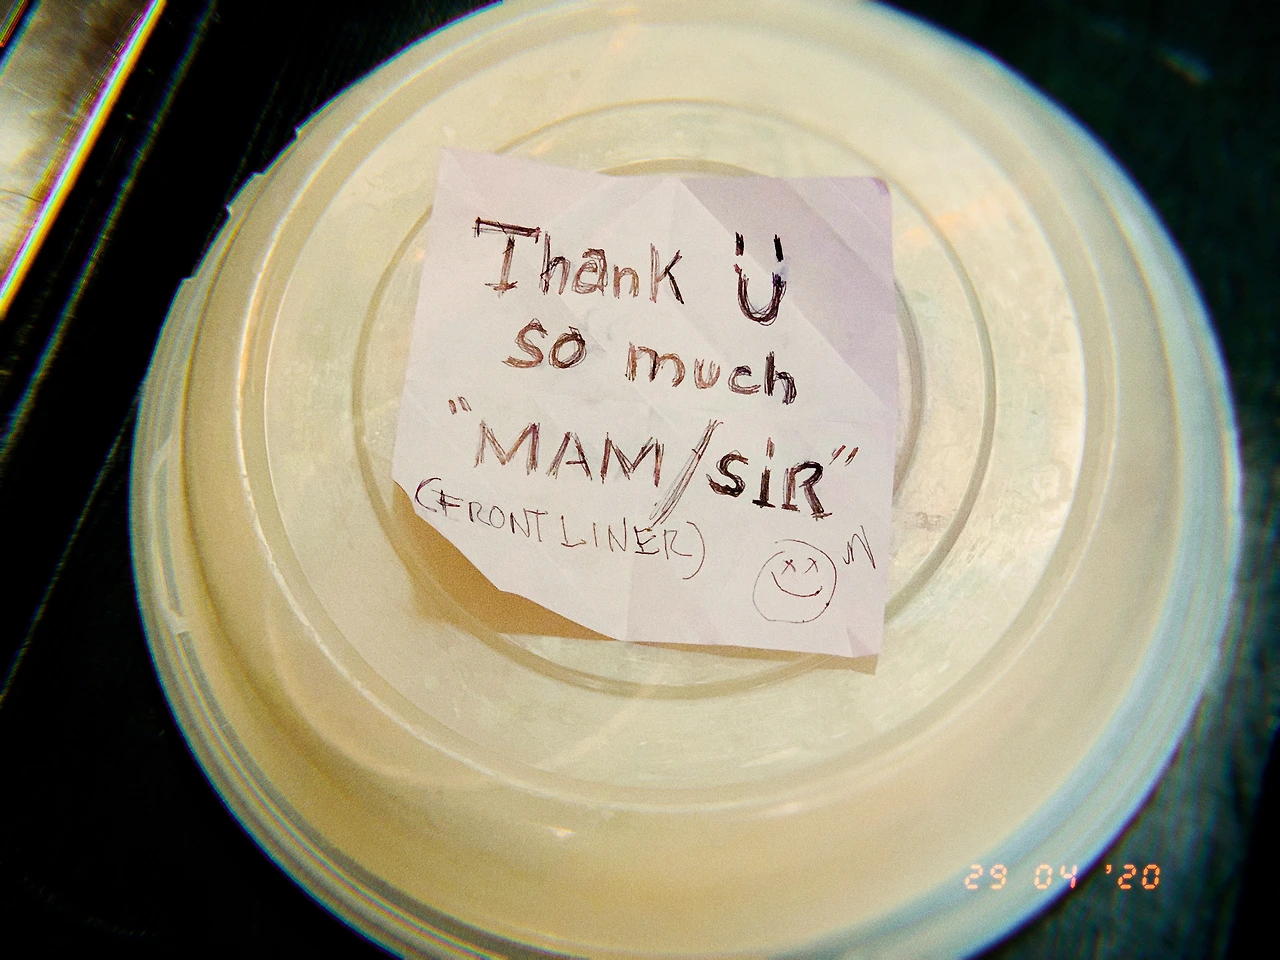 Thank Ü
so much
"MAM/SiR"
(FRONTLINER)
29 04 '20